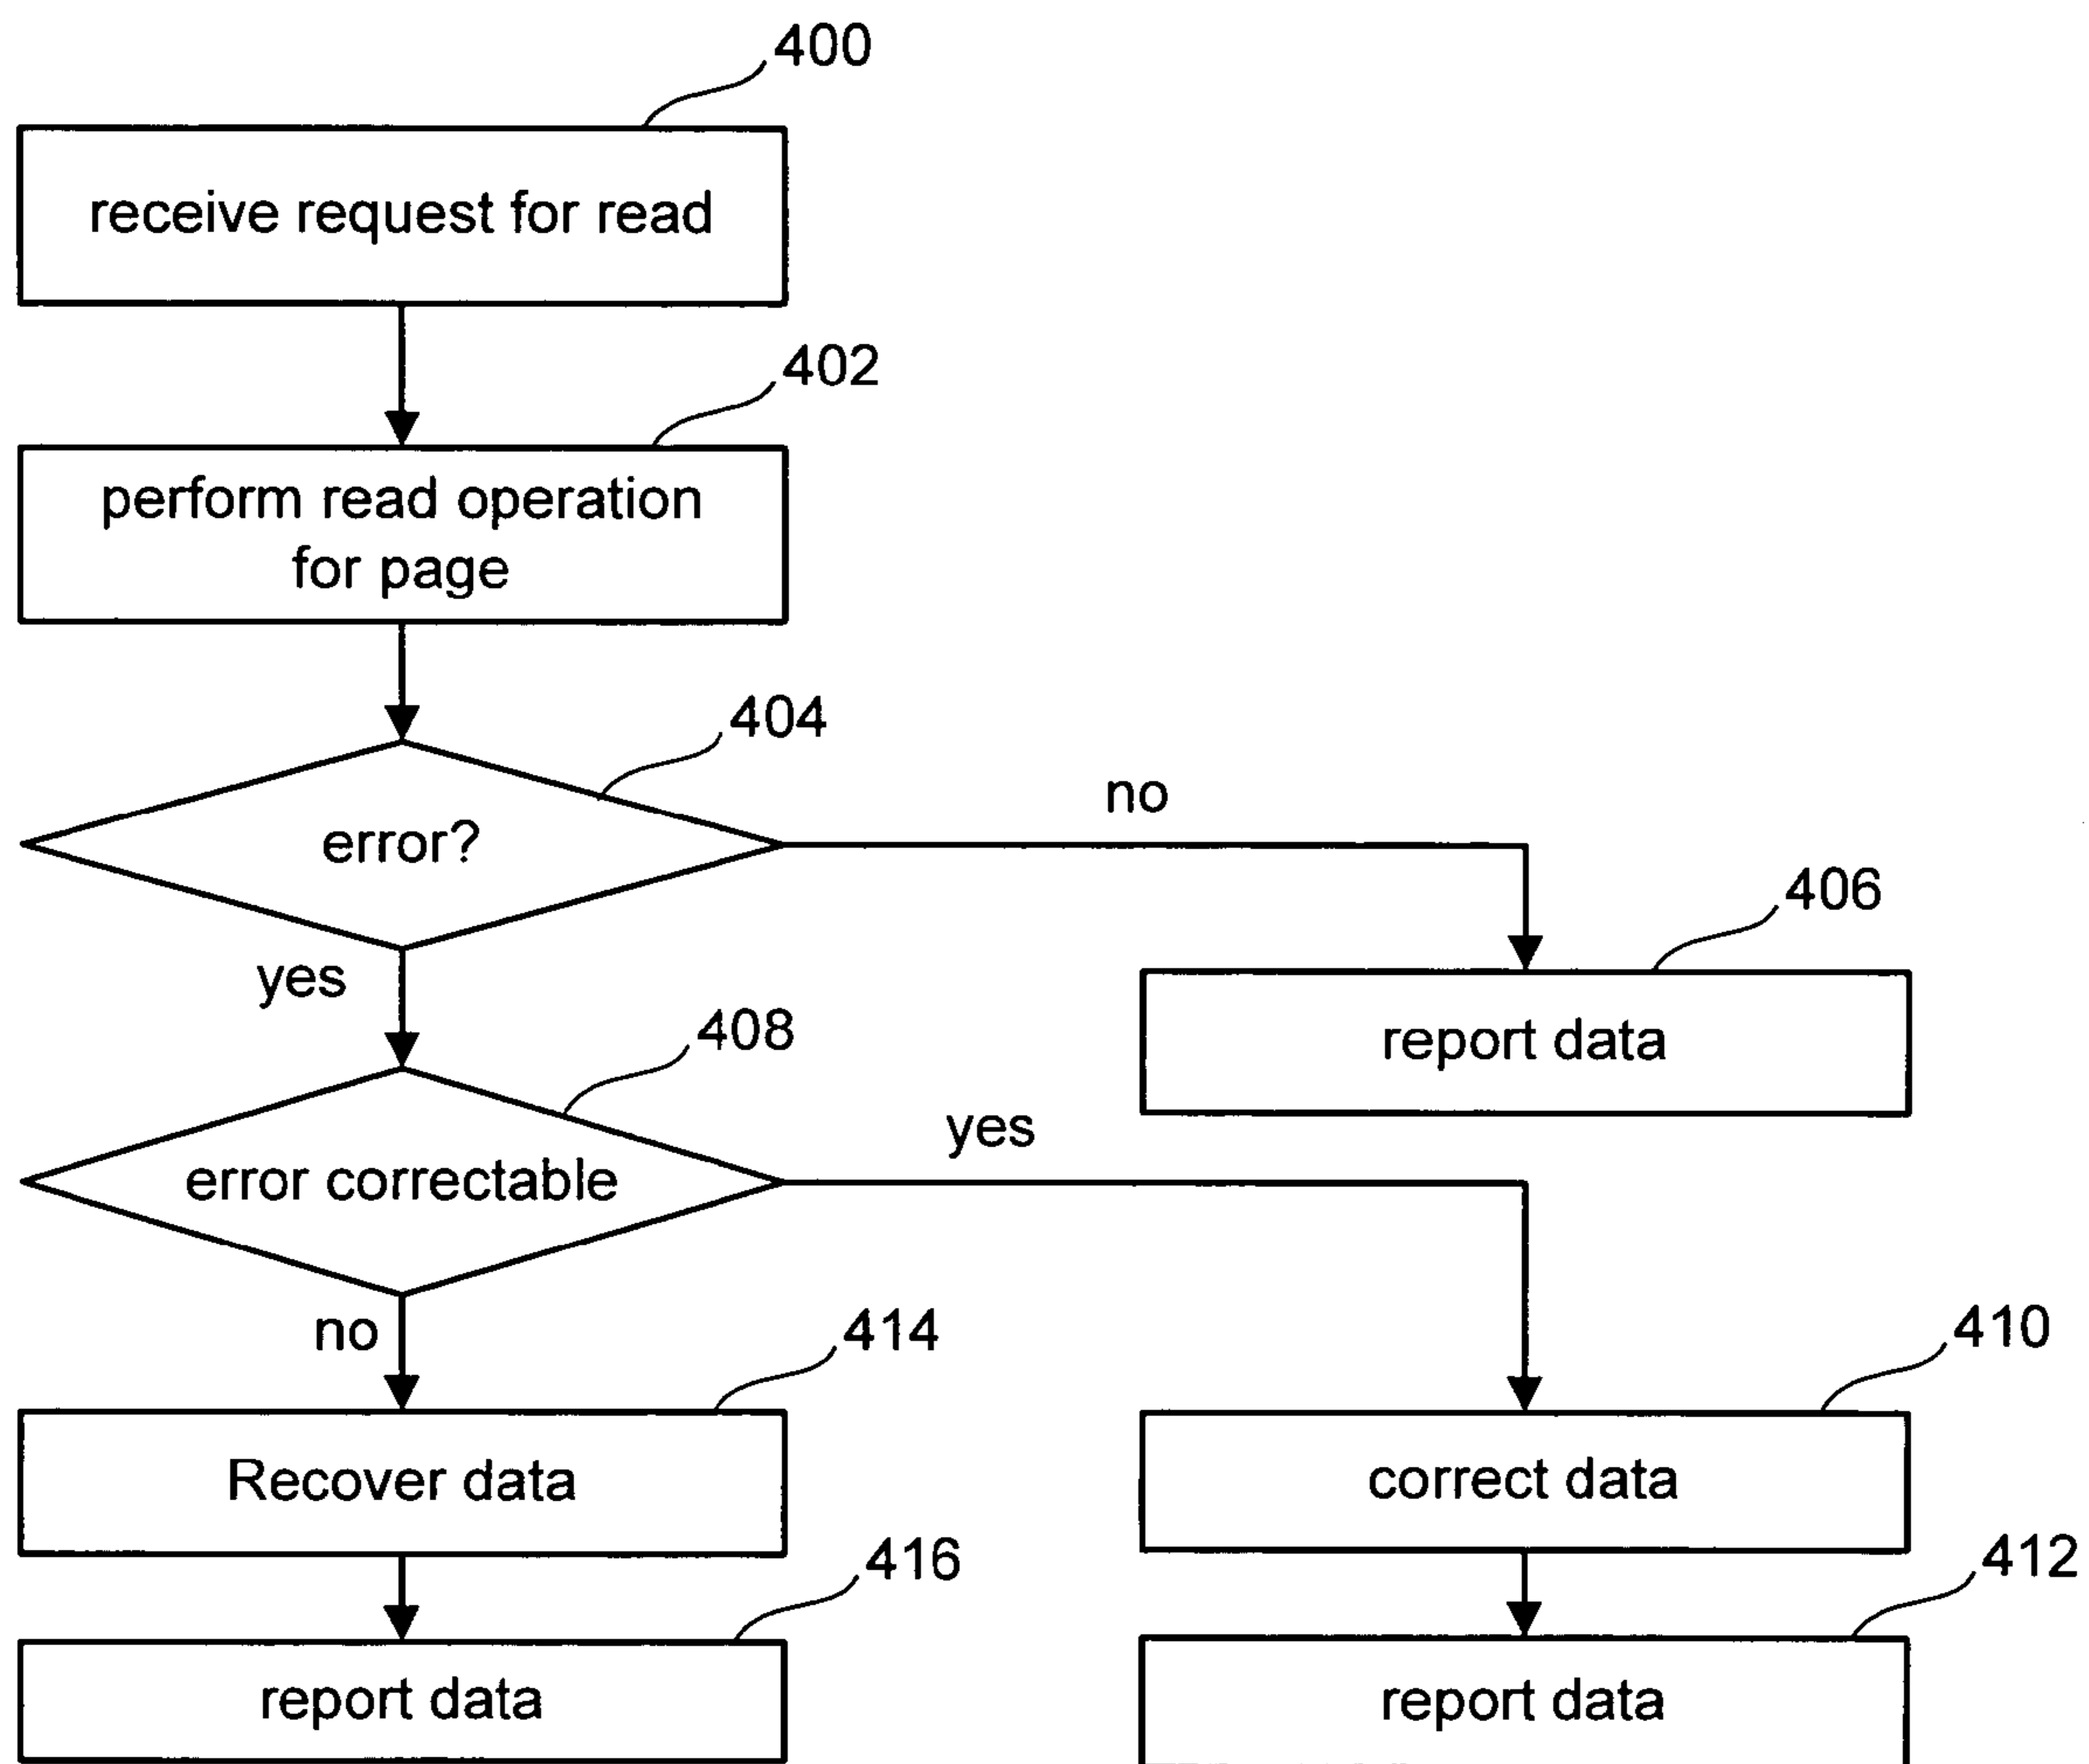 400
receive request for read
402
perform read operation
for page
404
error?
no
406
report data
yes
408
error correctable
yes
410
correct data
412
report data
no
414
Recover data
416
report data